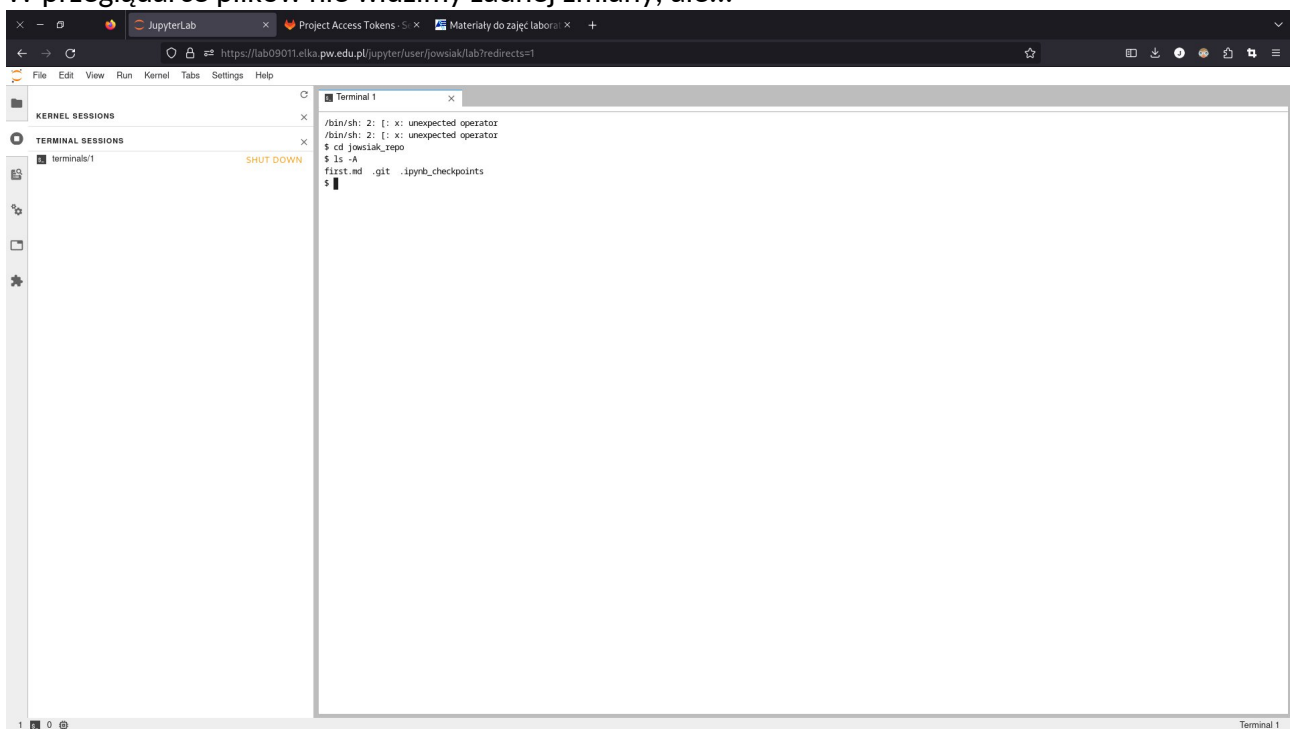 W przeglądarce plików nie widzimy żadnej zmiany, ale...
JupyterLab
Project Access Tokens · Se
Materiały do zajęć laborat
https://lab09011.elka.pw.edu.pl/jupyter/user/jowsiak/lab?redirects=1
File Edit View Run Kernel Tabs Settings Help
Terminal 1
KERNEL SESSIONS
TERMINAL SESSIONS
terminals/1 SHUT DOWN
/bin/sh: 2: [: x: unexpected operator
/bin/sh: 2: [: x: unexpected operator
$ cd jowsiak_repo
$ ls -A
first.md .git .ipynb_checkpoints
$
1 0
Terminal 1